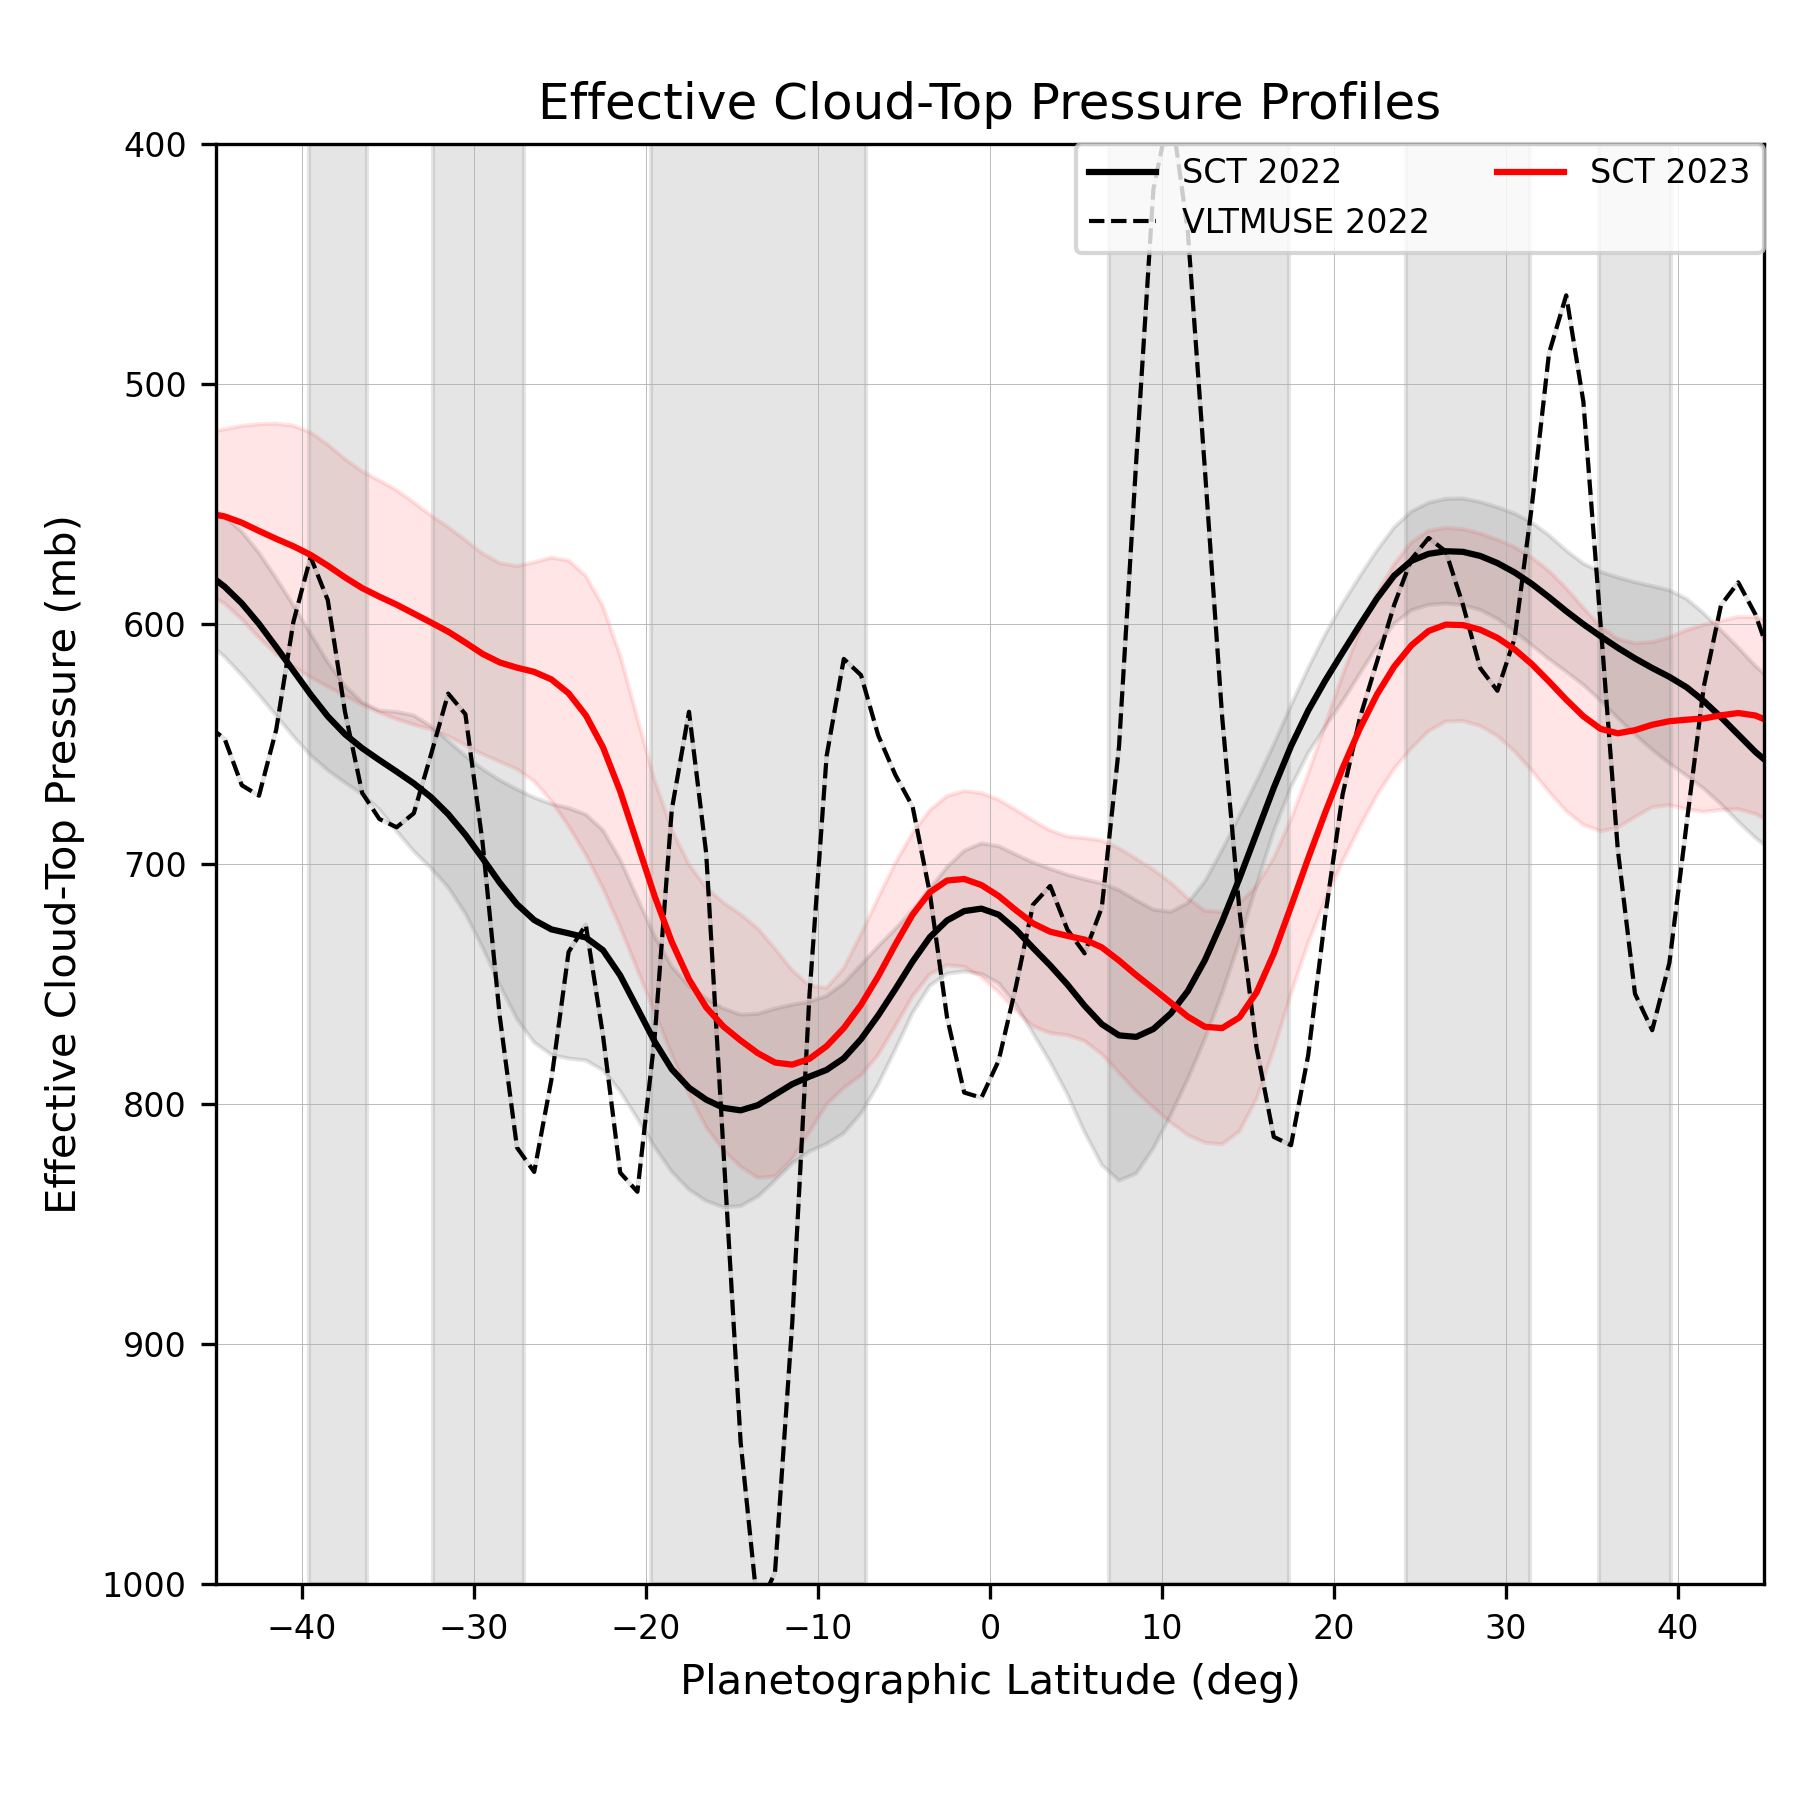 Effective Cloud-Top Pressure Profiles
SCT 2022
VLTMUSE 2022
SCT 2023
Effective Cloud-Top Pressure (mb)
400
500
600
700
800
900
1000
−40 −30 −20 −10 0 10 20 30 40
Planetographic Latitude (deg)